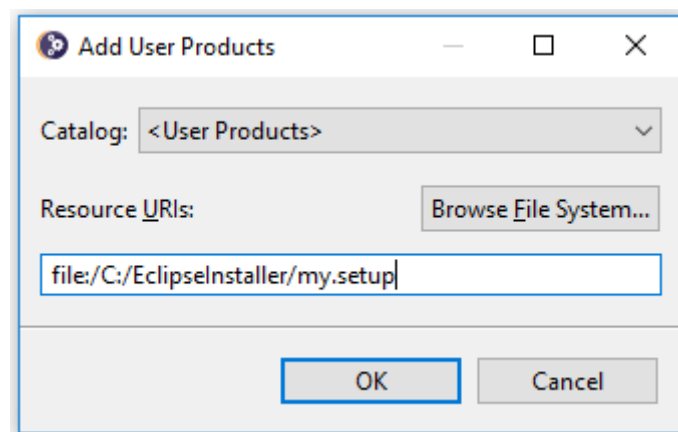 Add User Products
Catalog: <User Products>
Resource URIs: Browse File System...
file:/C:/EclipseInstaller/my.setup
OK Cancel